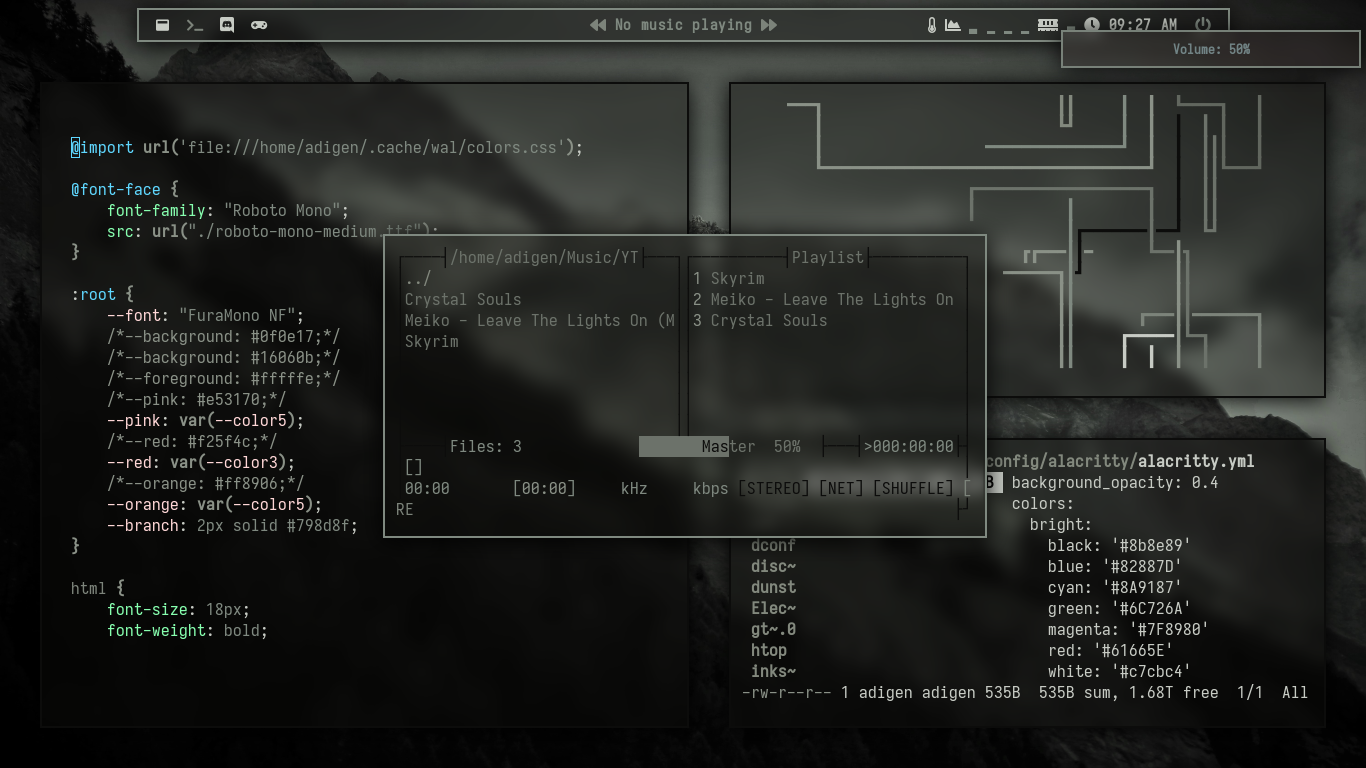 No music playing
09:27 AM
Volume: 50%
@import url('file:///home/adigen/.cache/wal/colors.css');
@font-face {
font-family: "Roboto Mono";
src: url("./roboto-mono-medium.ttf");
}
:root {
--font: "FuraMono NF";
/*--background: #0f0e17;*/
/*--background: #16060b;*/
/*--foreground: #fffffe;*/
/*--pink: #e53170;*/
--pink: var(--color5);
/*--red: #f25f4c;*/
--red: var(--color3);
/*--orange: #ff8906;*/
--orange: var(--color5);
--branch: 2px solid #798d8f;
}
html {
font-size: 18px;
font-weight: bold;
/home/adigen/Music/YT
../
Crystal Souls
Meiko - Leave The Lights On (M
Skyrim
Playlist
1 Skyrim
2 Meiko - Leave The Lights On
3 Crystal Souls
Files: 3
Master 50%
>000:00:00
[]
00:00 [00:00] kHz kbps [STEREO] [NET] [SHUFFLE] [
RE
config/alacritty/alacritty.yml
B
background_opacity: 0.4
colors:
bright:
dconf black: '#8b8e89'
disc~ blue: '#82887D'
dunst cyan: '#8A9187'
Elec~ green: '#6C726A'
gt~.0 magenta: '#7F8980'
htop red: '#61665E'
inks~ white: '#c7cbc4'
-rw-r--r-- 1 adigen adigen 535B 535B sum, 1.68T free 1/1 All